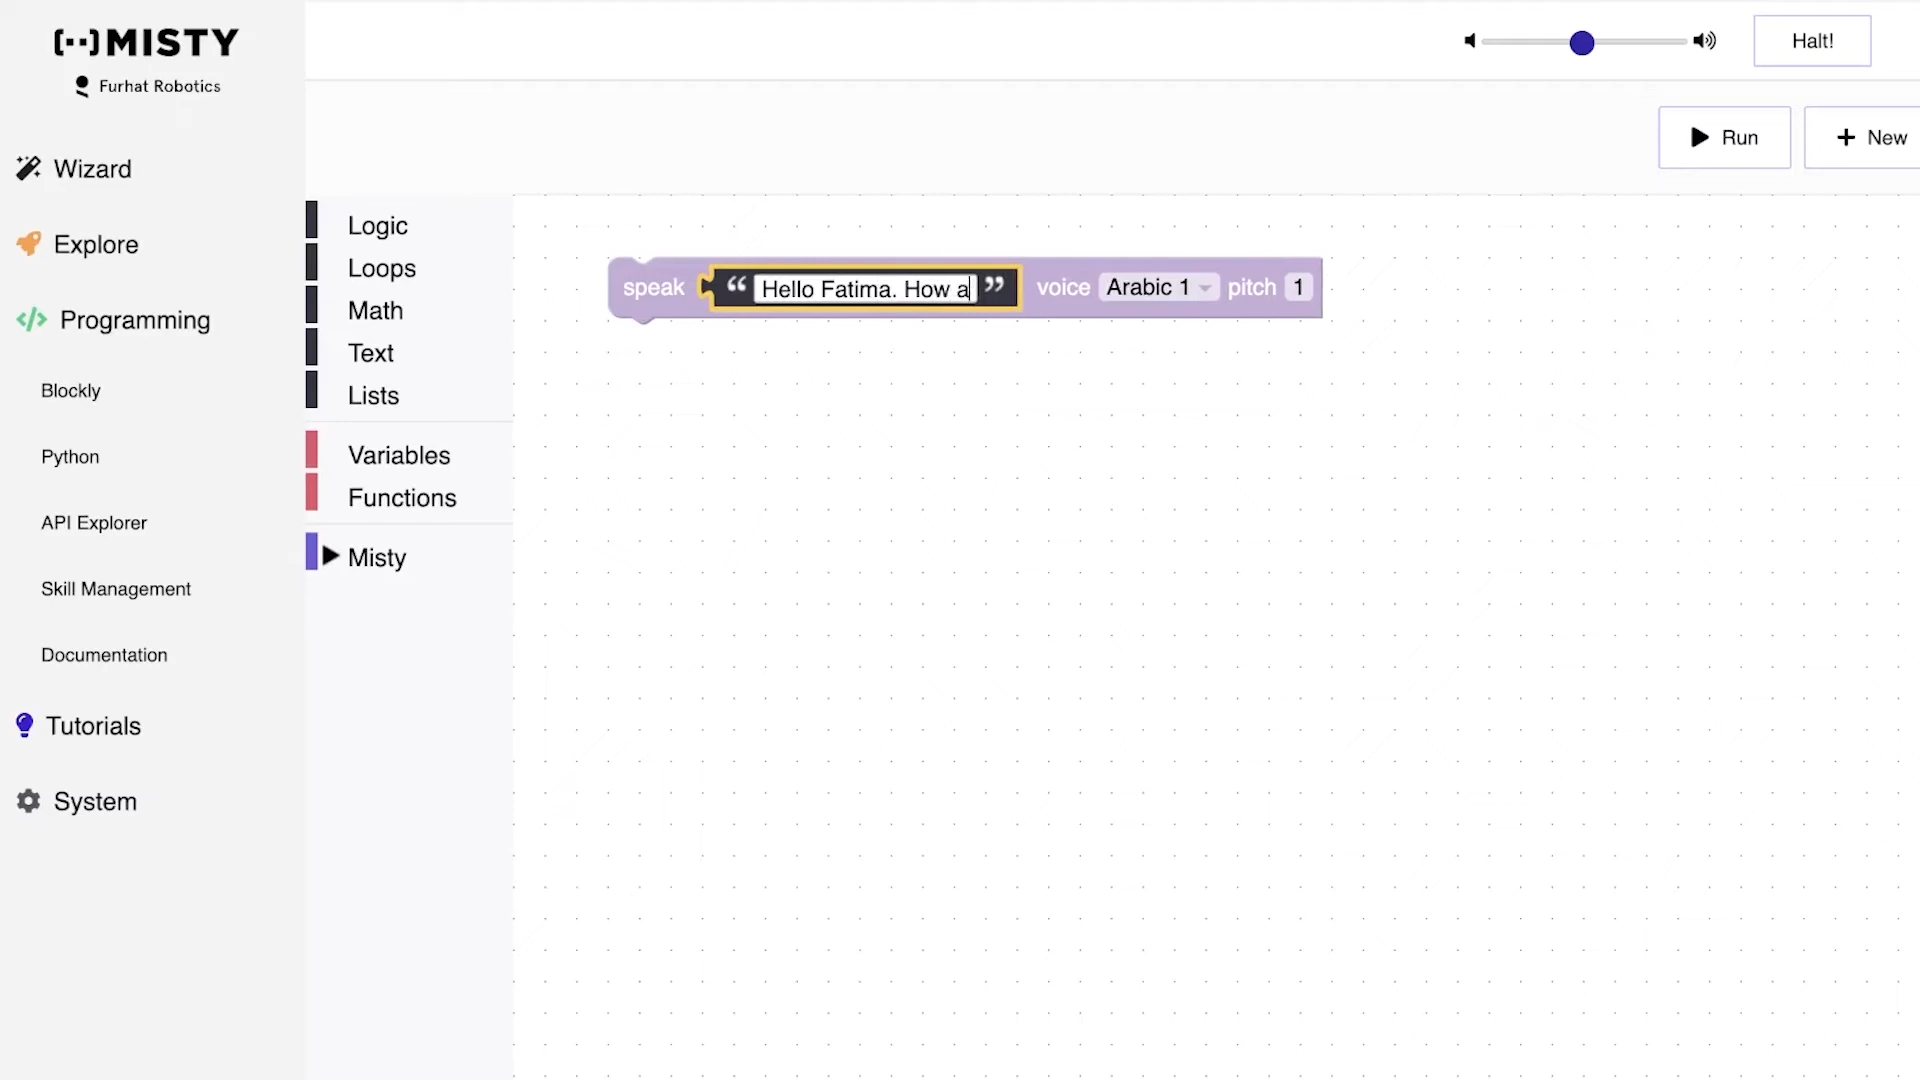 MISTY
Furhat Robotics
Halt!
Run
+ New
Wizard
Explore
</> Programming
Blockly
Python
API Explorer
Skill Management
Documentation
Tutorials
System
Logic
Loops
Math
Text
Lists
Variables
Functions
Misty
speak “ Hello Fatima. How a ” voice Arabic 1 pitch 1